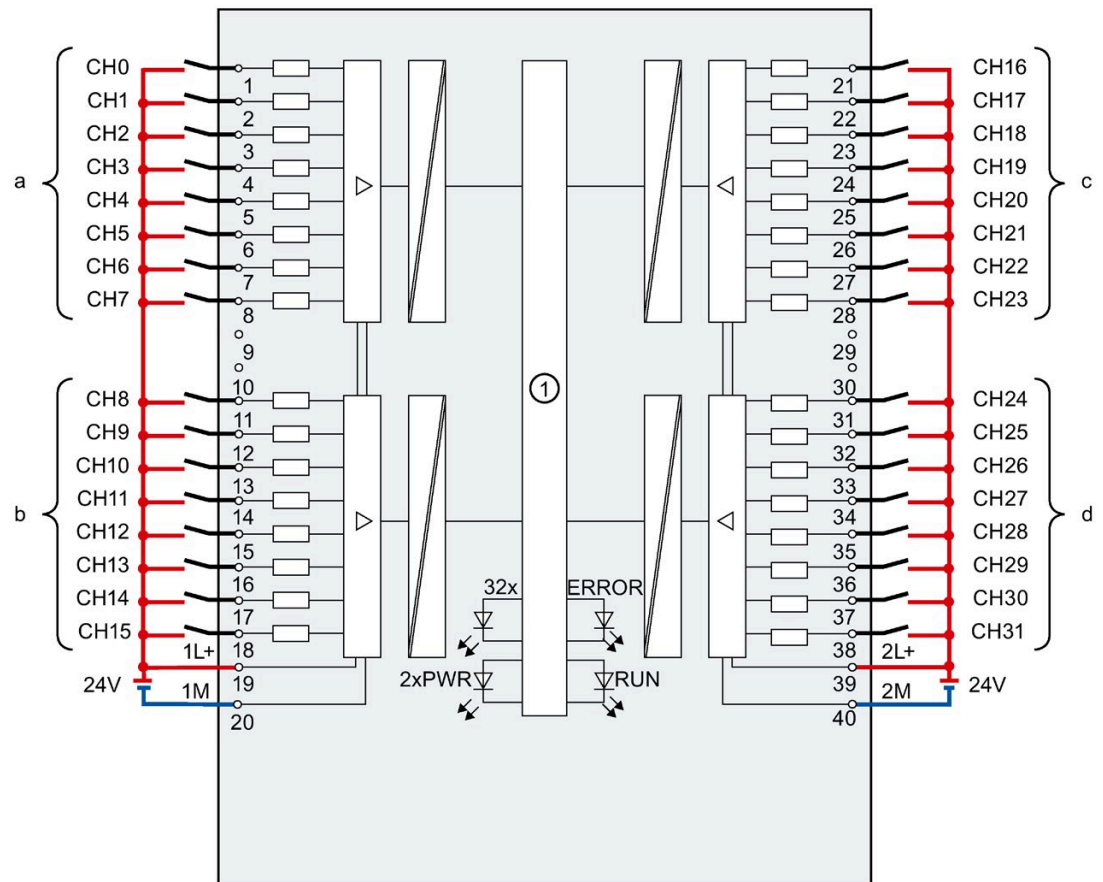 CH0 CH16
1 21
CH1 CH17
2 22
CH2 CH18
3 23
CH3 CH19
a 4 24 c
CH4 CH20
5 25
CH5 CH21
6 26
CH6 CH22
7 27
CH7 CH23
8 28
9 29
10 1 30
CH8 CH24
11 31
CH9 CH25
12 32
CH10 CH26
13 33
CH11 CH27
b 14 34 d
CH12 CH28
15 35
CH13 CH29
16 32x ERROR 36
CH14 CH30
17 37
CH15 CH31
1L+ 18 38 2L+
24V 19 2xPWR RUN 39 24V
1M 2M
20 40